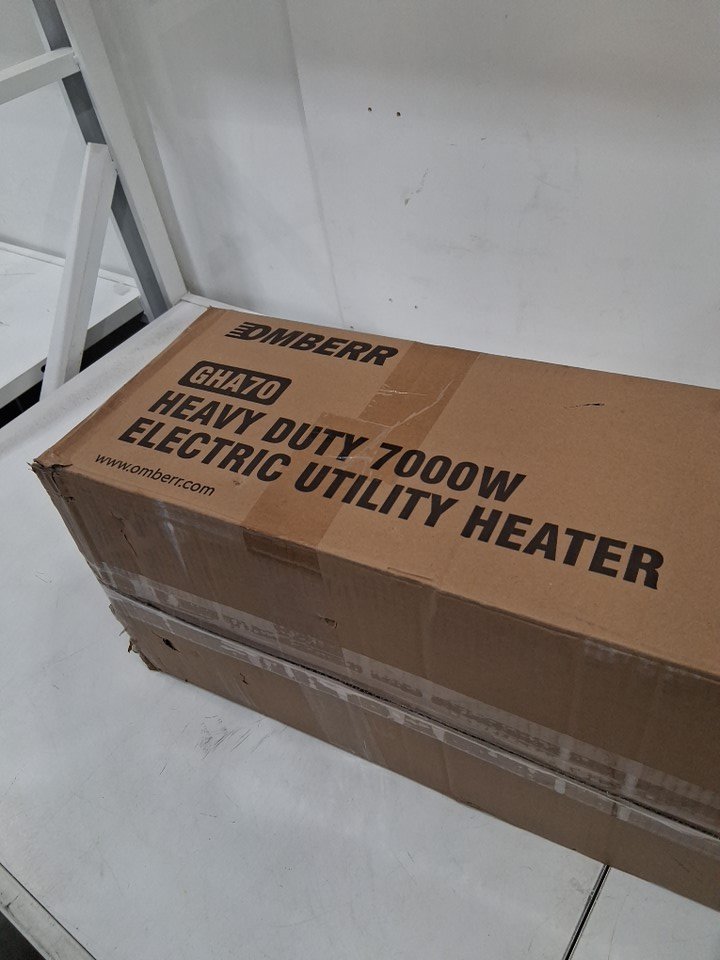 OMBERR
GHA70
HEAVY DUTY 7000W
ELECTRIC UTILITY HEATER
www.omberr.com